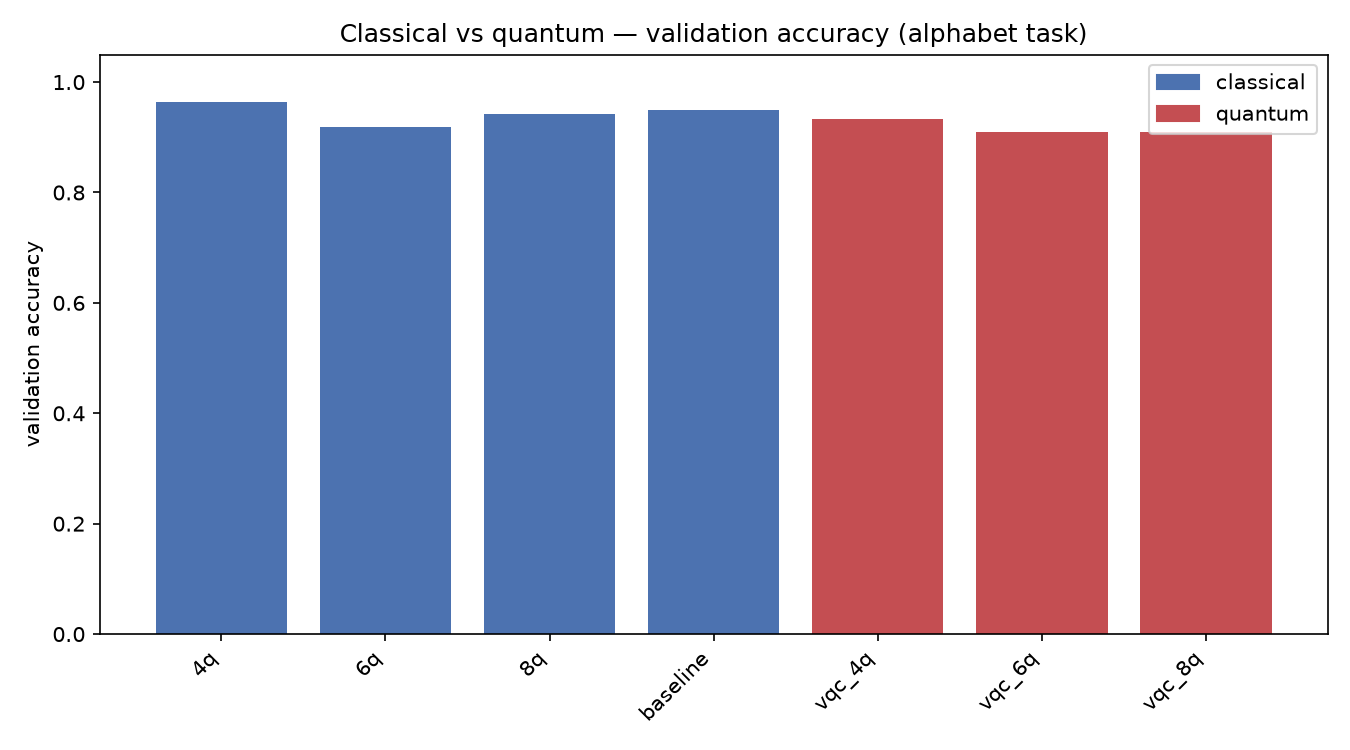 Classical vs quantum — validation accuracy (alphabet task)
classical
quantum
validation accuracy
1.0
0.8
0.6
0.4
0.2
0.0
4q
6q
8q
baseline
vqc_4q
vqc_6q
vqc_8q